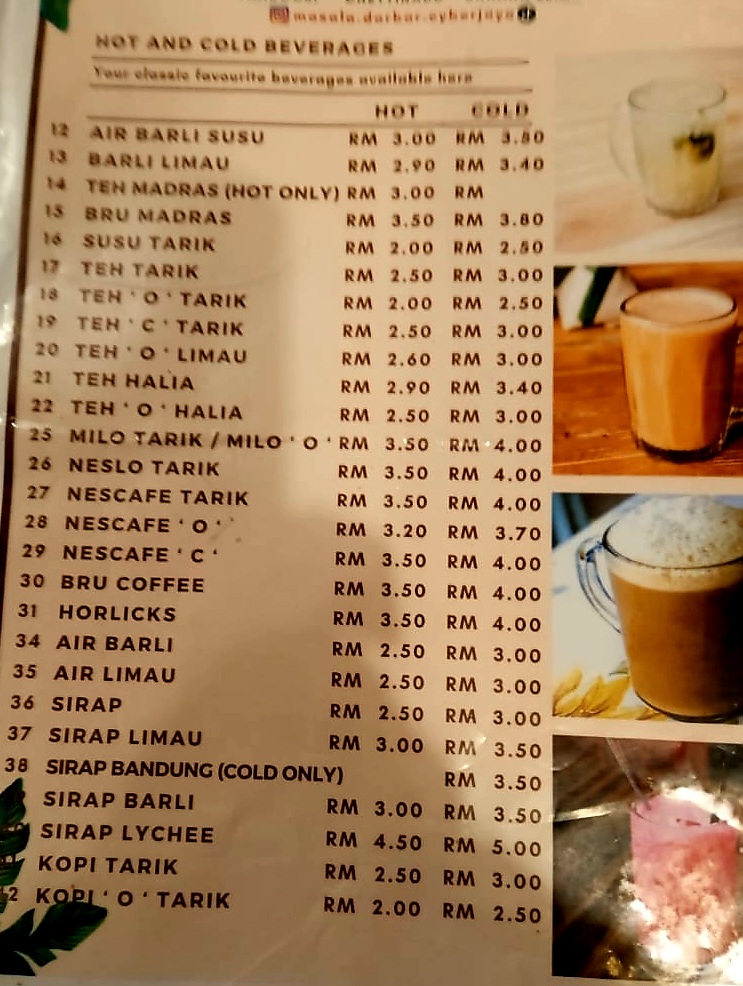 masala.darbar.cyberjaya
HOT AND COLD BEVERAGES
Your classic favourite beverages available here
HOT COLD
12 AIR BARLI SUSU RM 3.00 RM 3.50
13 BARLI LIMAU RM 2.90 RM 3.40
14 TEH MADRAS (HOT ONLY) RM 3.00 RM
15 BRU MADRAS RM 3.50 RM 3.80
16 SUSU TARIK RM 2.00 RM 2.50
17 TEH TARIK RM 2.50 RM 3.00
18 TEH ' O ' TARIK RM 2.00 RM 2.50
19 TEH ' C ' TARIK RM 2.50 RM 3.00
20 TEH ' O ' LIMAU RM 2.60 RM 3.00
21 TEH HALIA RM 2.90 RM 3.40
22 TEH ' O ' HALIA RM 2.50 RM 3.00
25 MILO TARIK / MILO ' O ' RM 3.50 RM 4.00
26 NESLO TARIK RM 3.50 RM 4.00
27 NESCAFE TARIK RM 3.50 RM 4.00
28 NESCAFE ' O ' RM 3.20 RM 3.70
29 NESCAFE ' C ' RM 3.50 RM 4.00
30 BRU COFFEE RM 3.50 RM 4.00
31 HORLICKS RM 3.50 RM 4.00
34 AIR BARLI RM 2.50 RM 3.00
35 AIR LIMAU RM 2.50 RM 3.00
36 SIRAP RM 2.50 RM 3.00
37 SIRAP LIMAU RM 3.00 RM 3.50
38 SIRAP BANDUNG (COLD ONLY) RM 3.50
SIRAP BARLI RM 3.00 RM 3.50
SIRAP LYCHEE RM 4.50 RM 5.00
KOPI TARIK RM 2.50 RM 3.00
2 KOPI ' O ' TARIK RM 2.00 RM 2.50